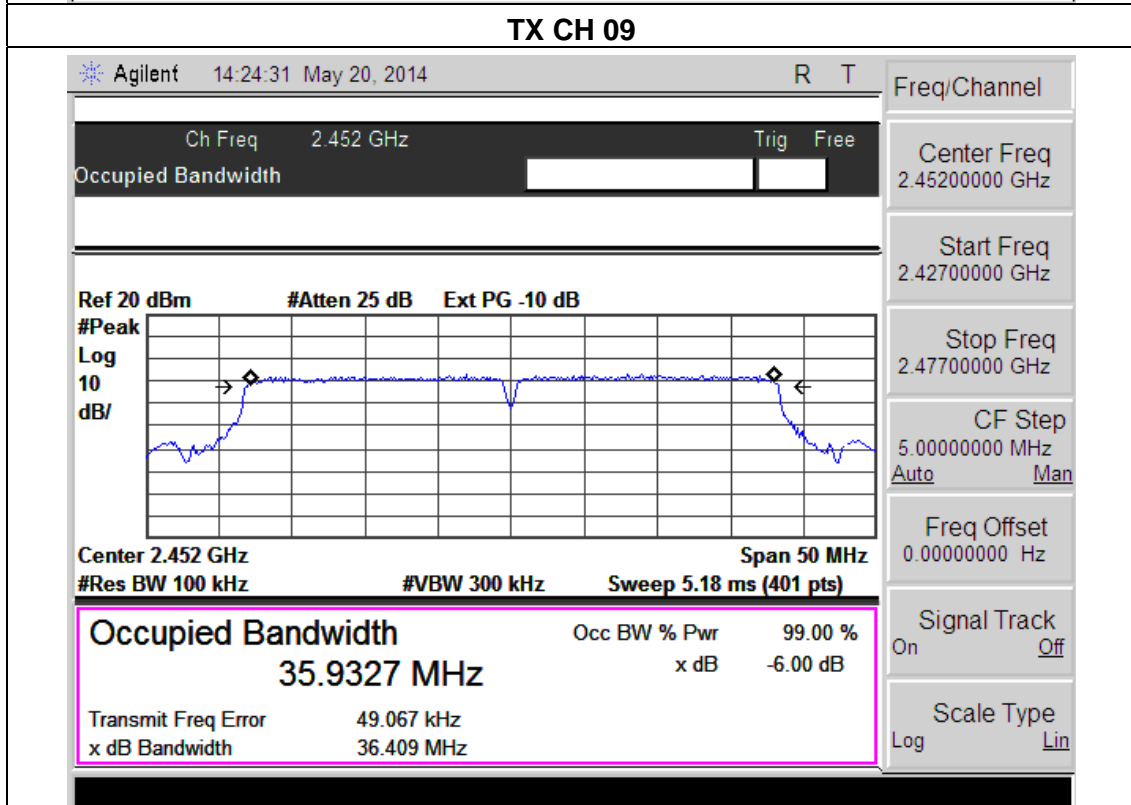 TX CH 09
Agilent 14:24:31 May 20, 2014 R T
Freq/Channel
Ch Freq 2.452 GHz Trig Free
Occupied Bandwidth
Center Freq
2.45200000 GHz
Start Freq
2.42700000 GHz
Stop Freq
2.47700000 GHz
CF Step
5.00000000 MHz
Auto Man
Freq Offset
0.00000000 Hz
Signal Track
On Off
Scale Type
Log Lin
Ref 20 dBm #Atten 25 dB Ext PG -10 dB
#Peak
Log
10
dB/
Center 2.452 GHz Span 50 MHz
#Res BW 100 kHz #VBW 300 kHz Sweep 5.18 ms (401 pts)
Occupied Bandwidth Occ BW % Pwr 99.00 %
35.9327 MHz x dB -6.00 dB
Transmit Freq Error 49.067 kHz
x dB Bandwidth 36.409 MHz